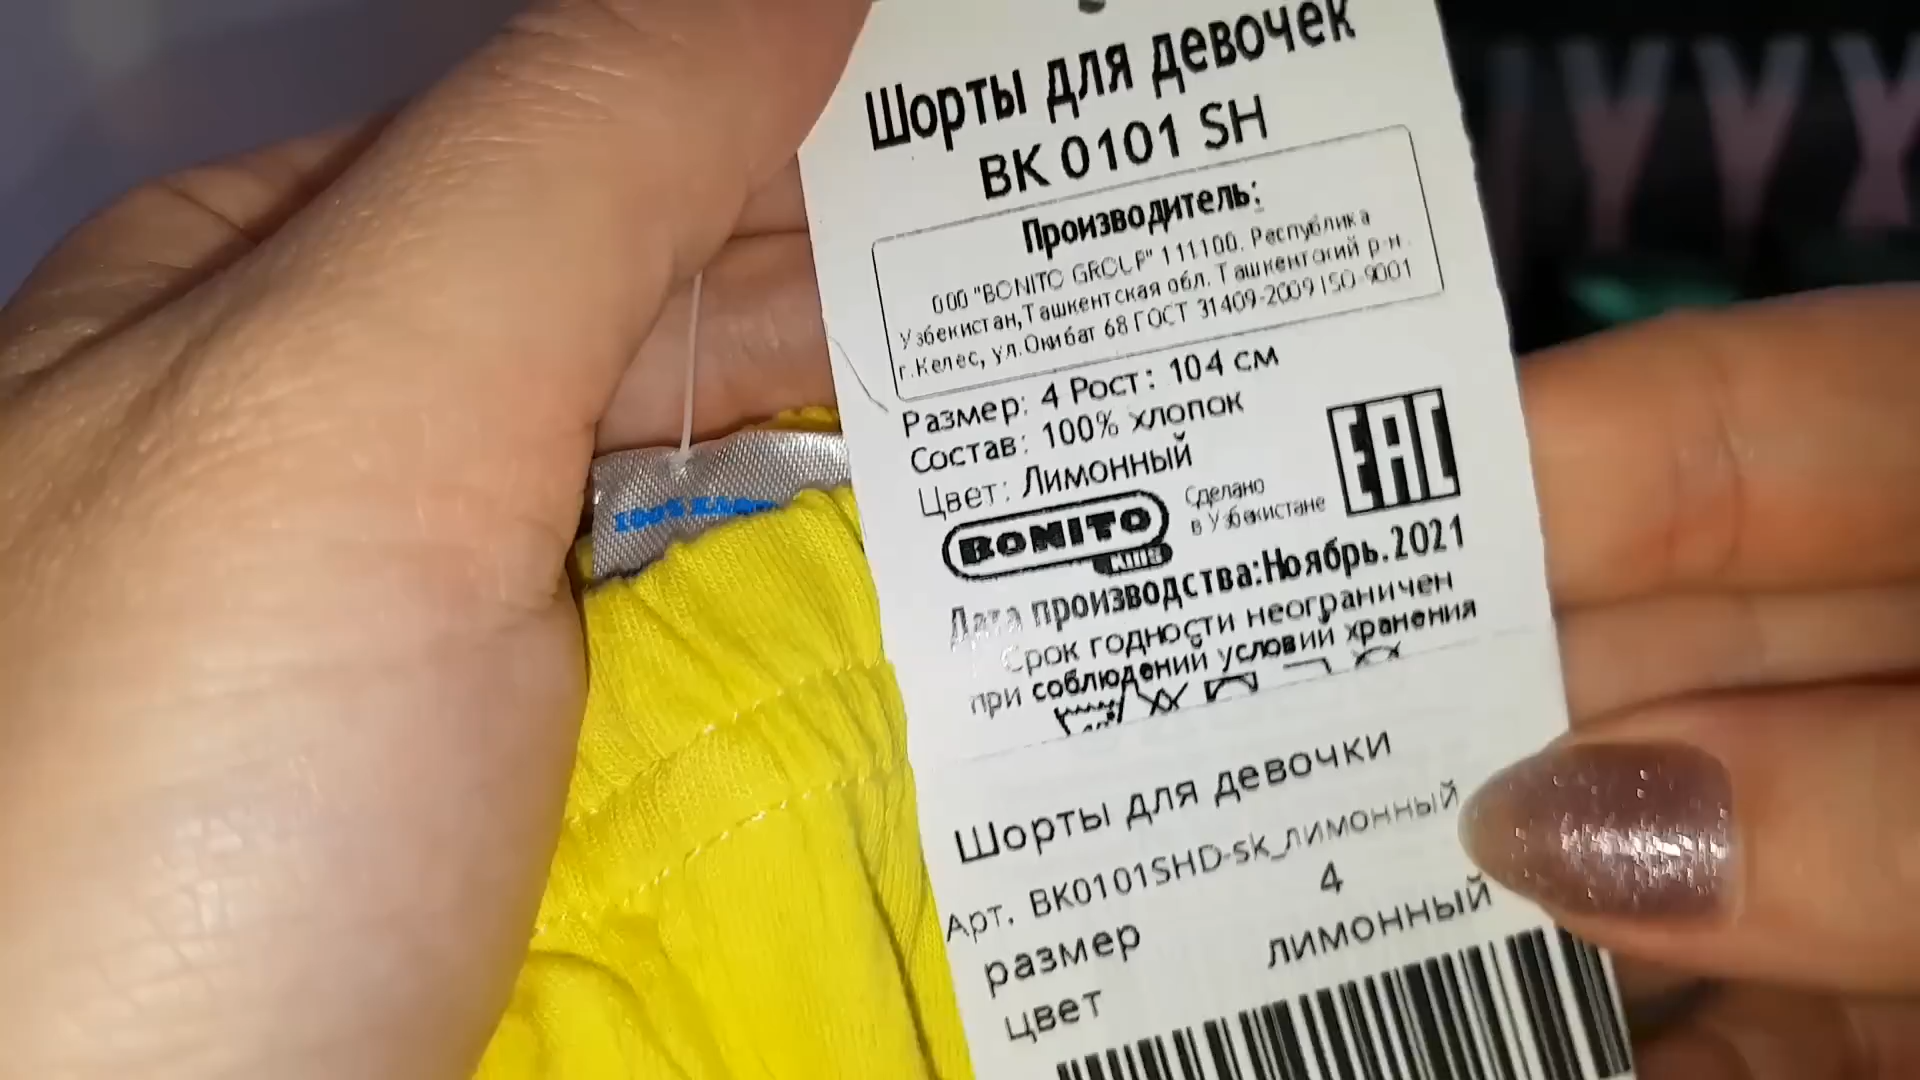 Шорты для девочек
BK 0101 SH
Производитель:
ООО "BONITO GROUP" 111100. Республика
Узбекистан,Ташкентская обл. Ташкентский р-н.
г.Келес, ул.Окибат 68 ГОСТ 31409-2009 ISO-9001
Размер: 4 Рост: 104 см
Состав: 100% хлопок
Цвет: Лимонный
BONITO
KIDS
Сделано
в Узбекистане
EAC
Дата производства:Ноябрь.2021
Срок годности неограничен
при соблюдений условий хранения
Шорты для девочки
Арт. BK0101SHD-sk_лимонный
размер 4
цвет лимонный